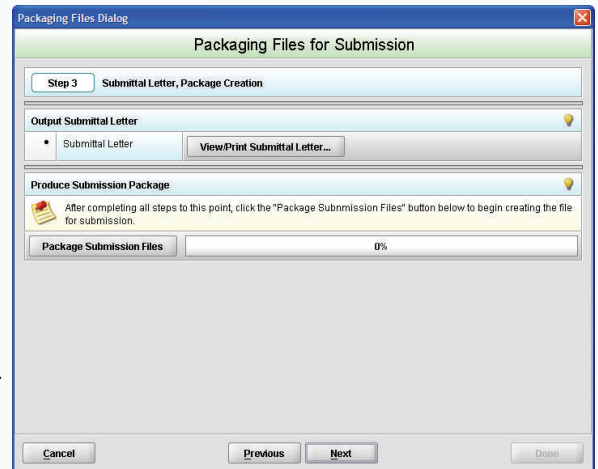 Packaging Files Dialog
Packaging Files for Submission
Step 3 Submittal Letter, Package Creation
Output Submittal Letter
• Submittal Letter View/Print Submittal Letter...
Produce Submission Package
After completing all steps to this point, click the "Package Subnmission Files" button below to begin creating the file
for submission.
Package Submission Files 0%
Cancel Previous Next Done